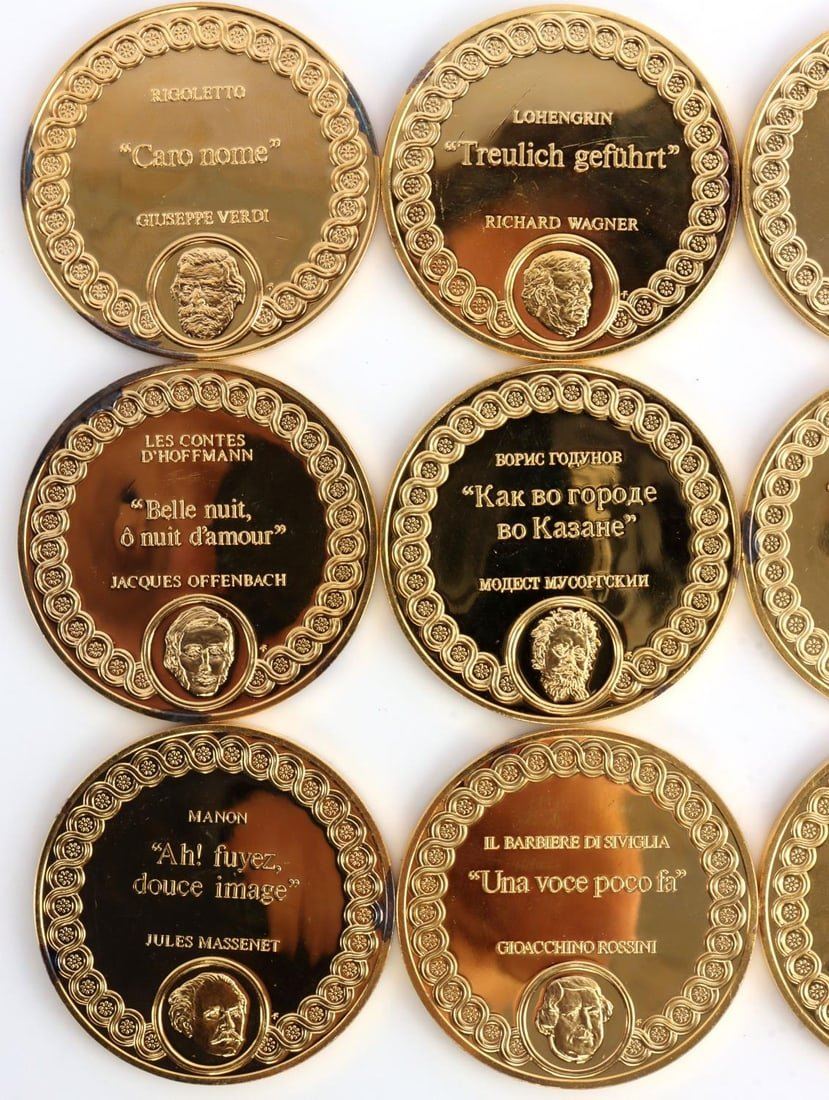 RIGOLETTO
“Caro nome”
GIUSEPPE VERDI
LOHENGRIN
“Treulich geführt”
RICHARD WAGNER
LES CONTES
D'HOFFMANN
“Belle nuit,
ô nuit d'amour”
JACQUES OFFENBACH
БОРИС ГОДУНОВ
“Как во городе
во Казане”
МОДЕСТ МУСОРГСКИЙ
MANON
“Ah! fuyez,
douce image”
JULES MASSENET
IL BARBIERE DI SIVIGLIA
“Una voce poco fa”
GIOACCHINO ROSSINI